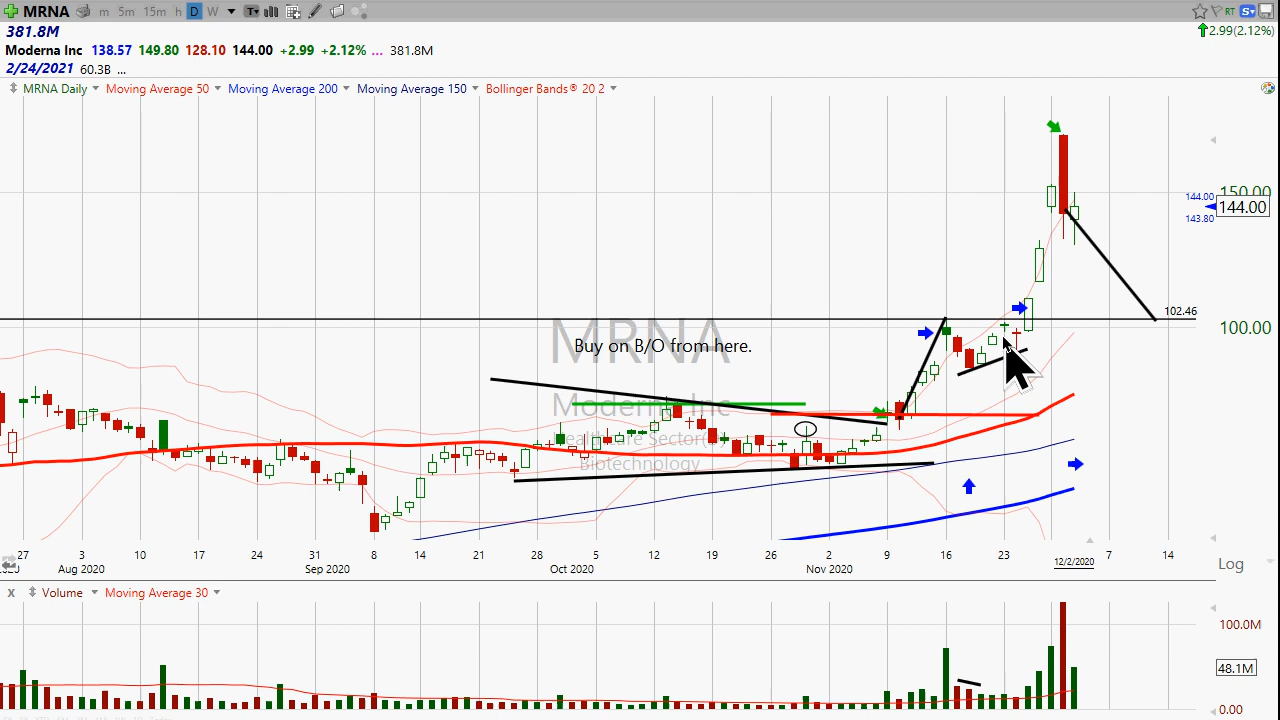 MRNA m 5m 15m h D W T RT S
381.8M 2.99(2.12%)
Moderna Inc 138.57 149.80 128.10 144.00 +2.99 +2.12% ... 381.8M
2/24/2021 60.3B ...
MRNA Daily Moving Average 50 Moving Average 200 Moving Average 150 Bollinger Bands® 20 2
150.00
144.00
144.00
143.80
102.46
100.00
MRNA
Buy on B/O from here.
Moderna Inc
Healthcare Sector
Biotechnology
27 3 10 17 24 31 8 14 21 28 5 12 19 26 2 9 16 23 7 14
Aug 2020 Sep 2020 Oct 2020 Nov 2020 12/2/2020 Log
X Volume Moving Average 30
100.0M
48.1M
0.00